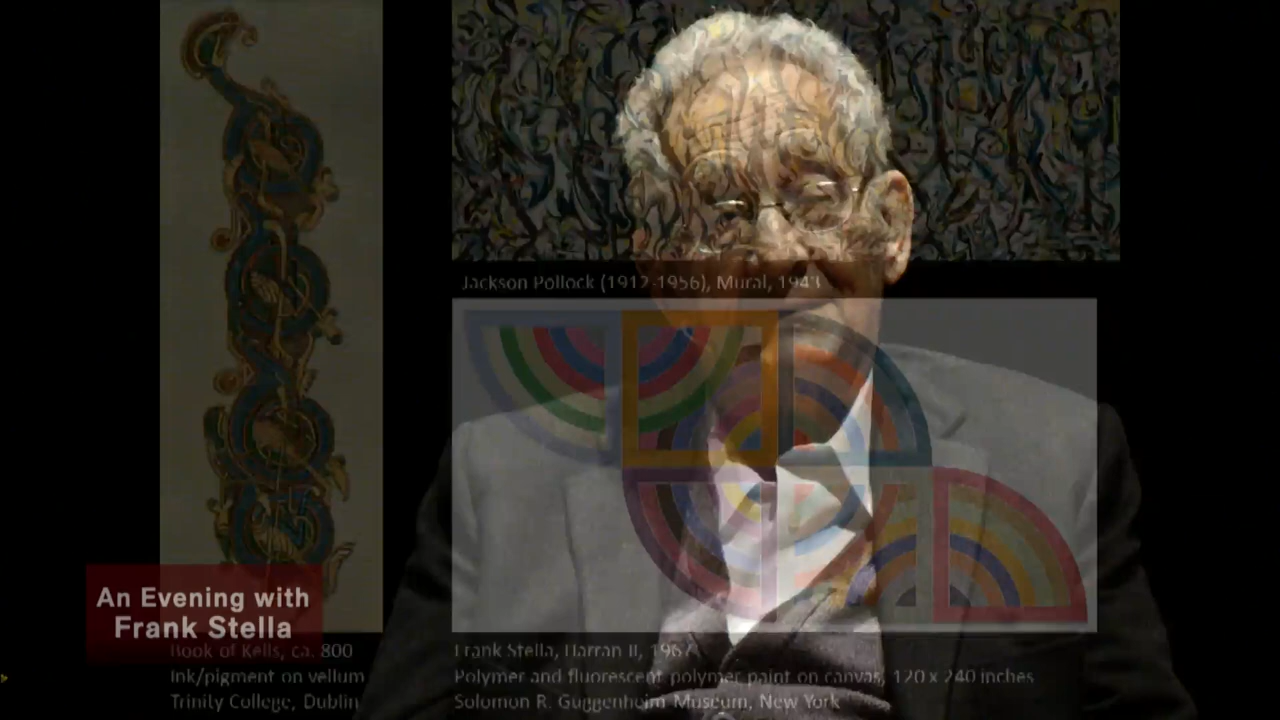 Jackson Pollock (1912-1956), Mural, 1943
An Evening with
Frank Stella
Book of Kells, ca. 800
Ink/pigment on vellum
Trinity College, Dublin
Frank Stella, Harran II, 1967
Polymer and fluorescent polymer paint on canvas, 120 x 240 inches
Solomon R. Guggenheim Museum, New York